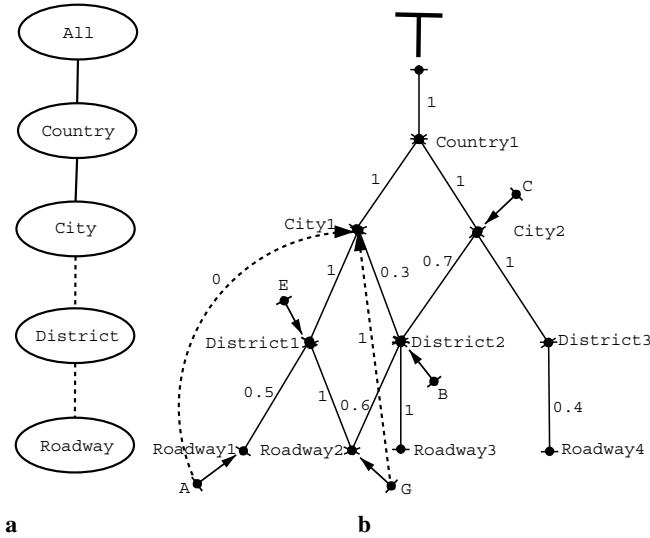 All
Country
City
District
Roadway
a
1
Country1
1
1
C
City1
City2
0
E
1
0.3
0.7
1
District1
1
District2
District3
0.5
1
0.6
1
B
0.4
Roadway1
Roadway2
Roadway3
Roadway4
A
G
b